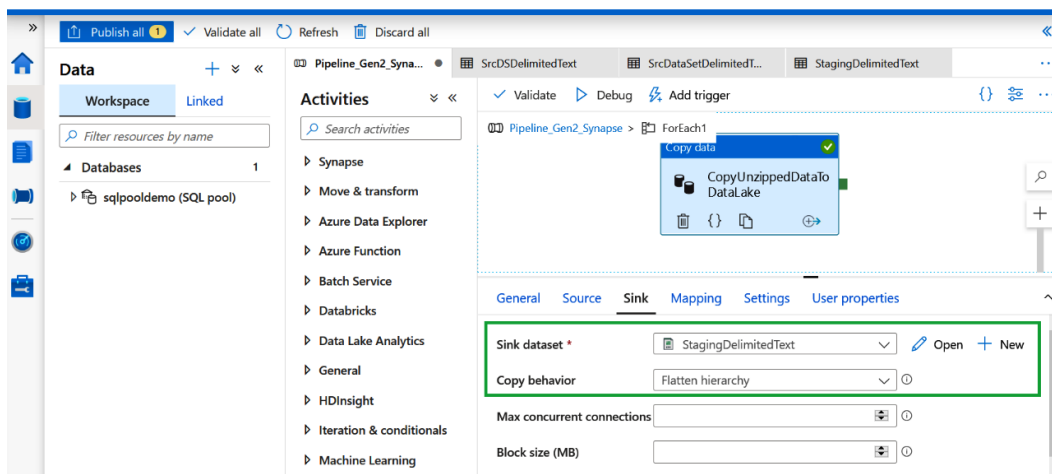 Publish all 1 Validate all Refresh Discard all
Data
Workspace Linked
Filter resources by name
Databases 1
sqlpooldemo (SQL pool)
Pipeline_Gen2_Syna... SrcDSDelimitedText SrcDataSetDelimitedT... StagingDelimitedText
Activities
Search activities
Synapse
Move & transform
Azure Data Explorer
Azure Function
Batch Service
Databricks
Data Lake Analytics
General
HDInsight
Iteration & conditionals
Machine Learning
Validate Debug Add trigger
Pipeline_Gen2_Synapse > ForEach1
Copy data
CopyUnzippedDataTo
DataLake
General Source Sink Mapping Settings User properties
Sink dataset * StagingDelimitedText Open New
Copy behavior Flatten hierarchy
Max concurrent connections
Block size (MB)